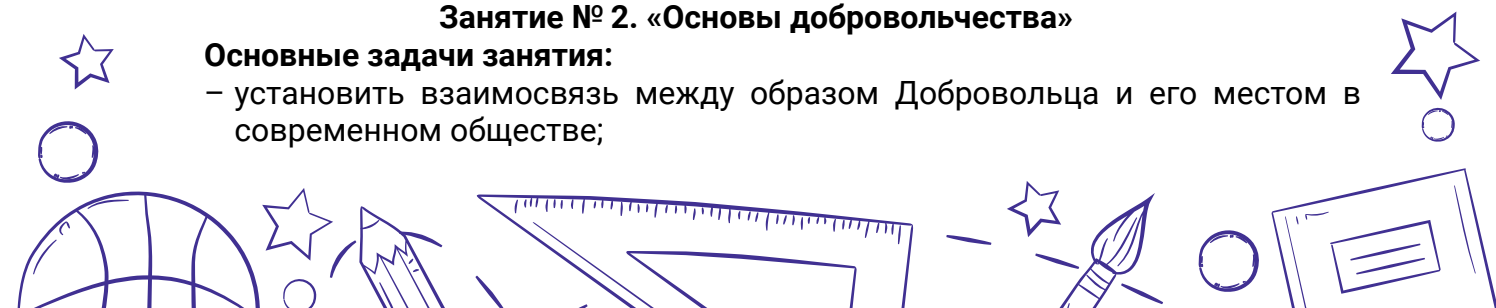 Занятие № 2. «Основы добровольчества»
Основные задачи занятия:
– установить взаимосвязь между образом Добровольца и его местом в
современном обществе;